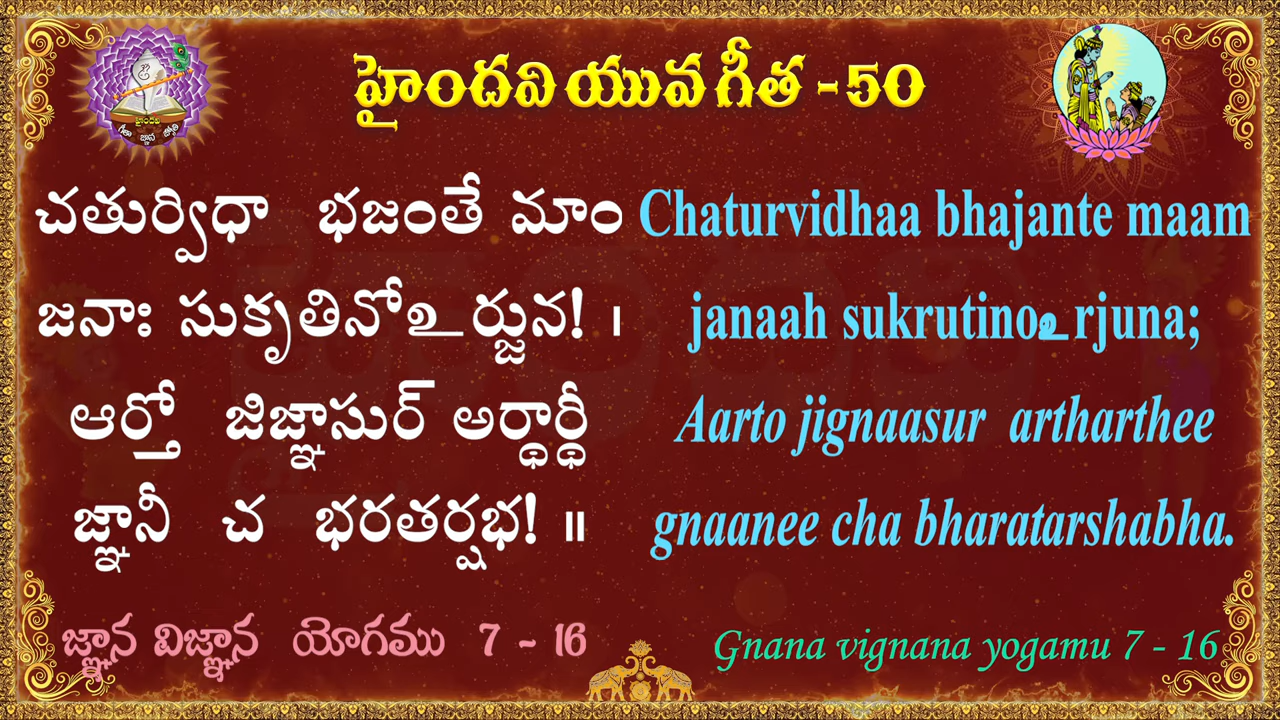 హైందవి యువ గీత - 50
హైందవి
గీతా జ్ఞాన జ్యోతి
చతుర్విధా భజంతే మాం
జనాః సుకృతినోఽర్జున! ।
ఆర్తో జిజ్ఞాసుర్ అర్థార్థీ
జ్ఞానీ చ భరతర్షభ! ॥
Chaturvidhaa bhajante maam
janaah sukrutinoఽrjuna;
Aarto jignaasur artharthee
gnaanee cha bharatarshabha.
జ్ఞాన విజ్ఞాన యోగము 7 - 16
Gnana vignana yogamu 7 - 16